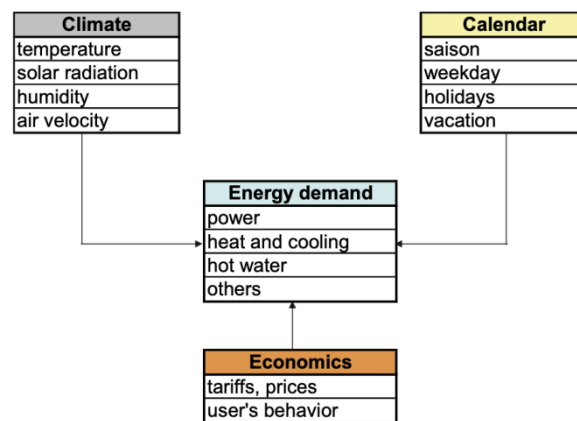 Climate
temperature
solar radiation
humidity
air velocity
Calendar
saison
weekday
holidays
vacation
Energy demand
power
heat and cooling
hot water
others
Economics
tariffs, prices
user's behavior